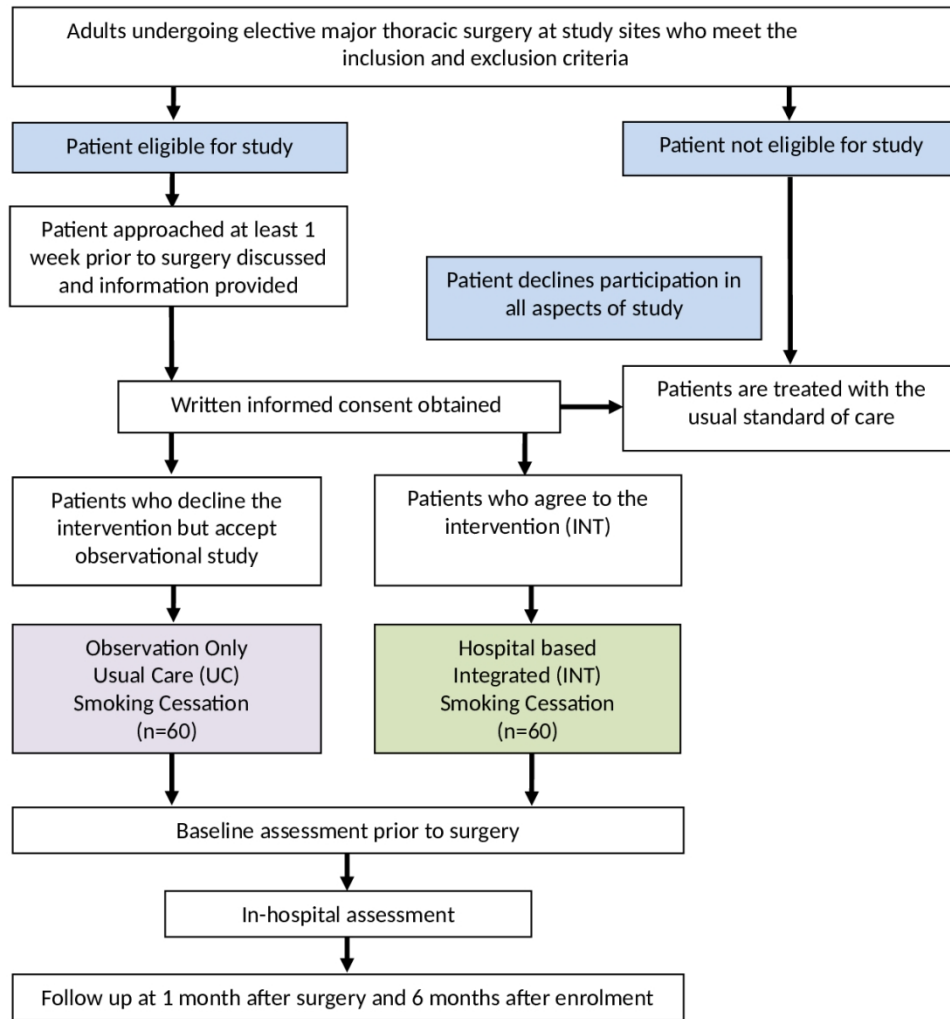 Adults undergoing elective major thoracic surgery at study sites who meet the
inclusion and exclusion criteria
Patient eligible for study
Patient not eligible for study
Patient approached at least 1
week prior to surgery discussed
and information provided
Patient declines participation in
all aspects of study
Written informed consent obtained
Patients are treated with the
usual standard of care
Patients who decline the
intervention but accept
observational study
Patients who agree to the
intervention (INT)
Observation Only
Usual Care (UC)
Smoking Cessation
(n=60)
Hospital based
Integrated (INT)
Smoking Cessation
(n=60)
Baseline assessment prior to surgery
In-hospital assessment
Follow up at 1 month after surgery and 6 months after enrolment